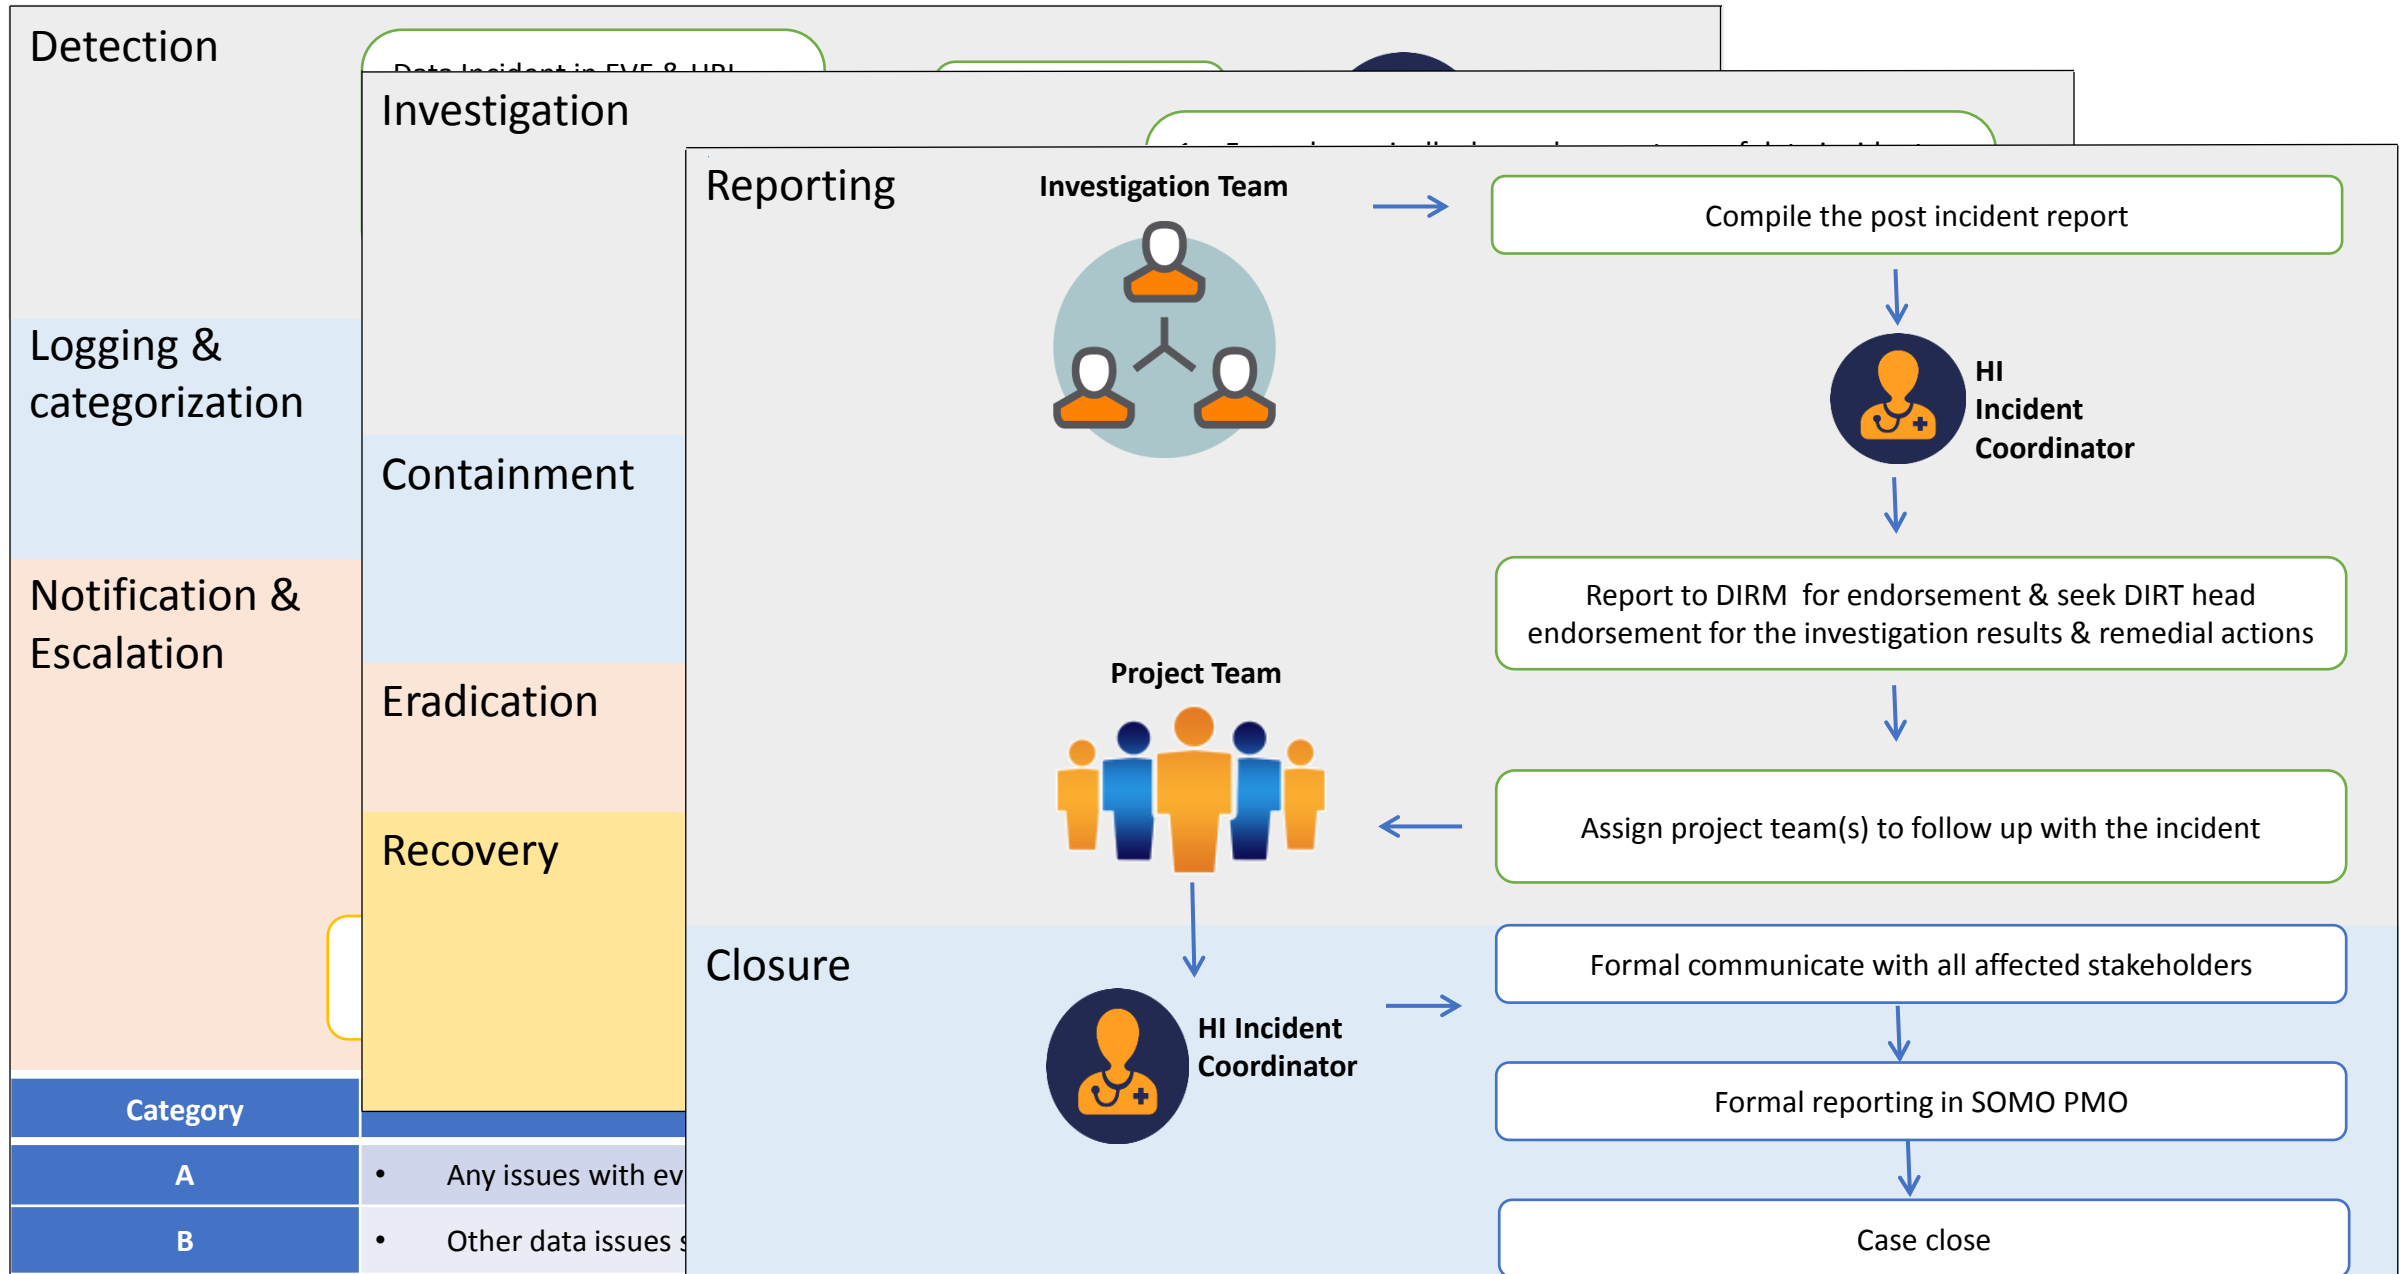 Detection
Logging &
categorization
Notification &
Escalation
Category
A
• Any issues with ev
B
• Other data issues
Investigation
Containment
Eradication
Recovery
Reporting
Investigation Team
Compile the post incident report
HI
Incident
Coordinator
Report to DIRM for endorsement & seek DIRT head
endorsement for the investigation results & remedial actions
Project Team
Assign project team(s) to follow up with the incident
Closure
Formal communicate with all affected stakeholders
HI Incident
Coordinator
Formal reporting in SOMO PMO
Case close